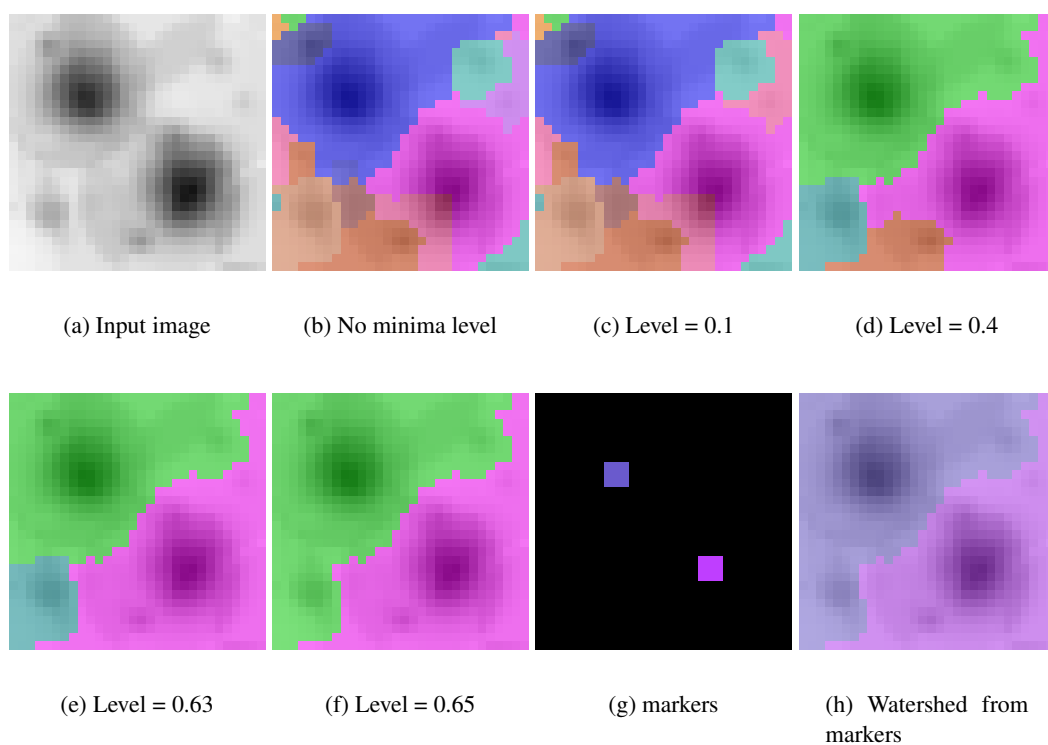 (a) Input image
(b) No minima level
(c) Level = 0.1
(d) Level = 0.4
(e) Level = 0.63
(f) Level = 0.65
(g) markers
(h) Watershed from
markers